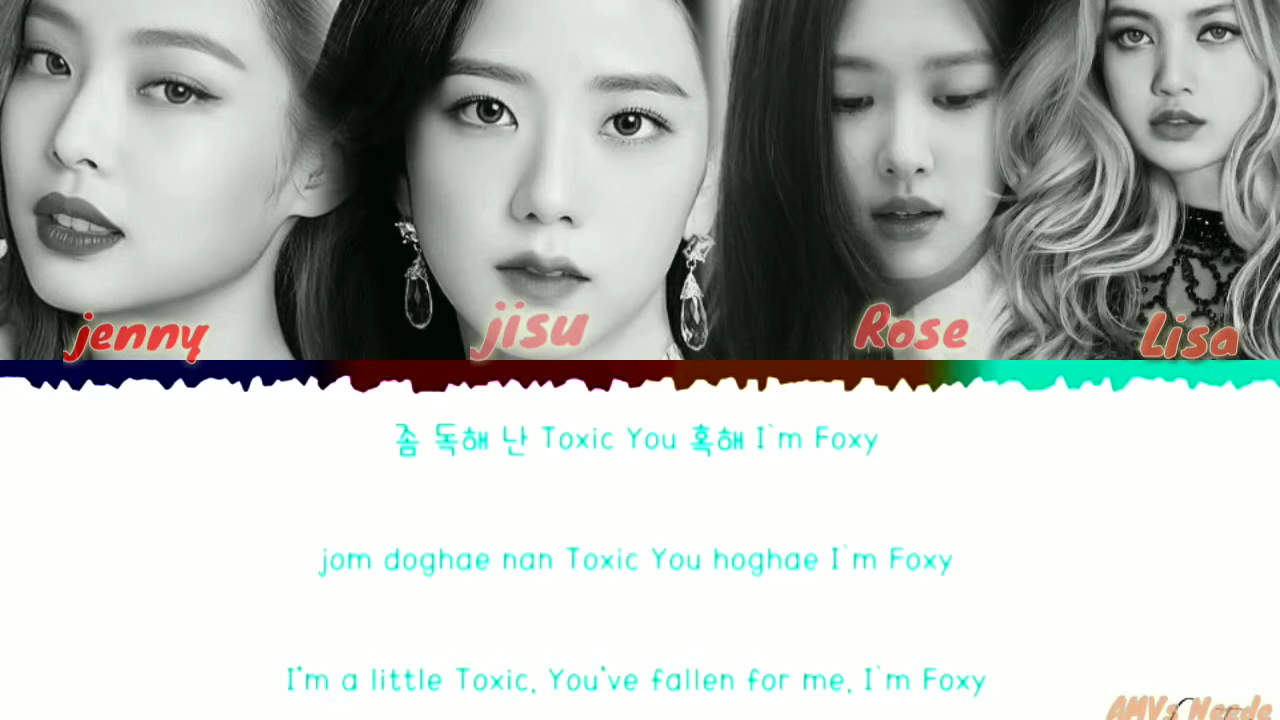 jenny
jisu
Rose
Lisa
좀 독해 난 Toxic You 혹해 I`m Foxy
jom doghae nan Toxic You hoghae I`m Foxy
I'm a little Toxic, You've fallen for me, I`m Foxy
AMVs